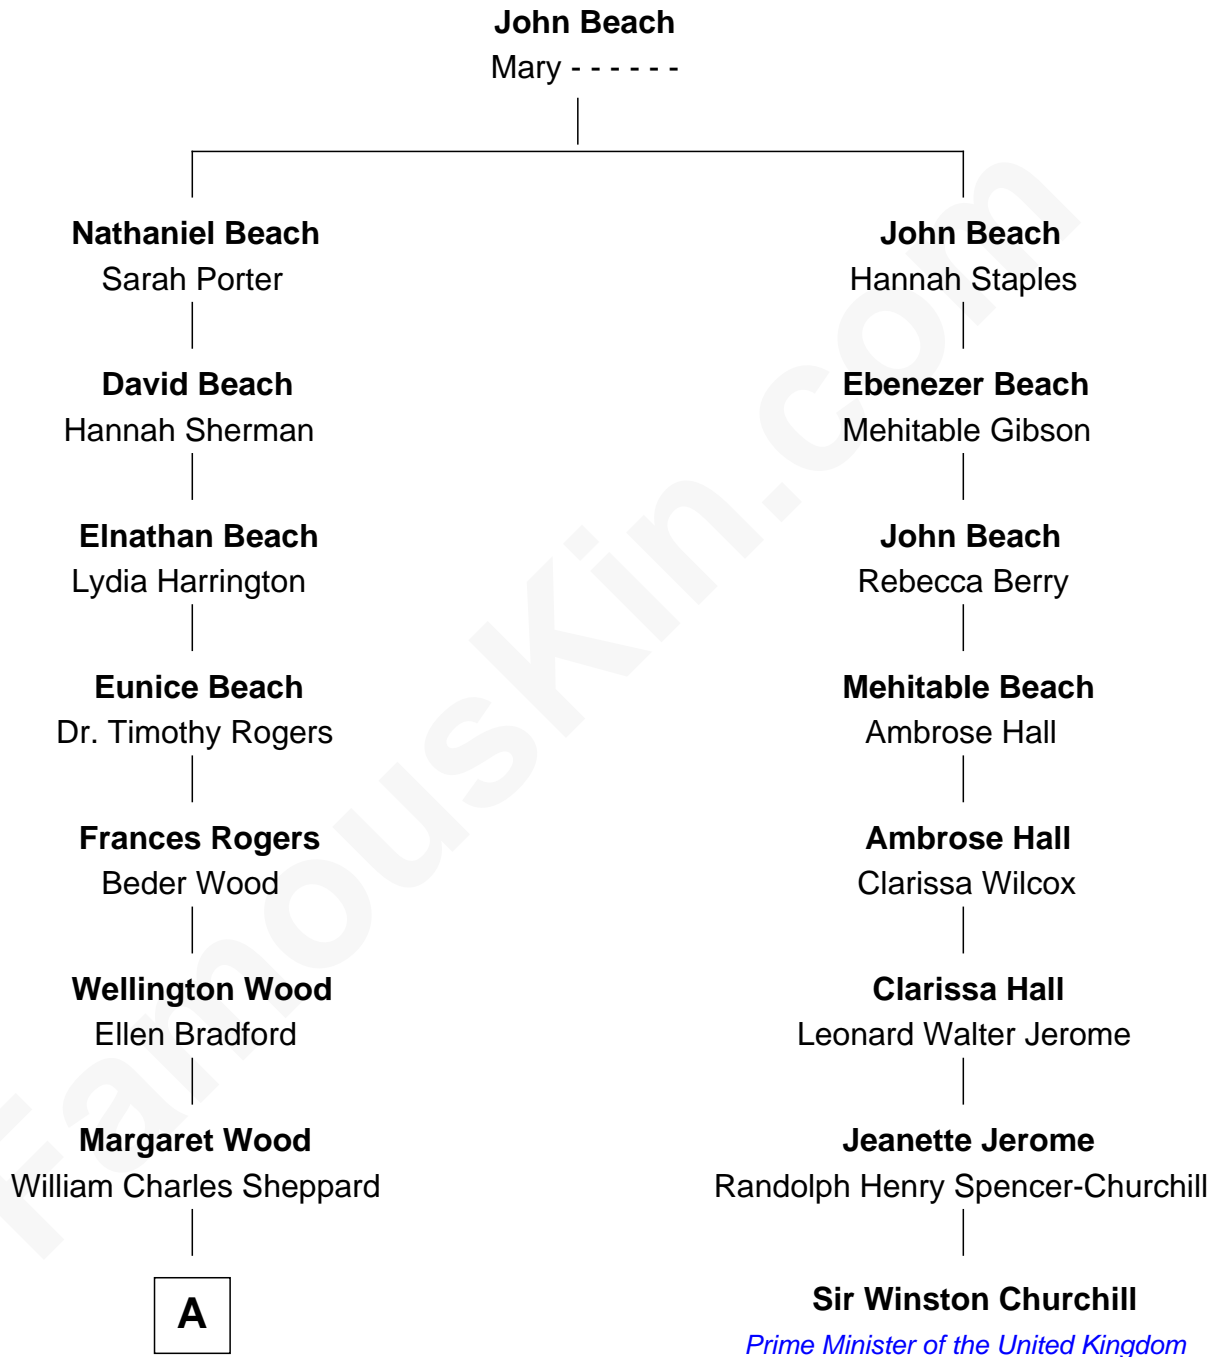 John Beach
Mary - - - - - -
Nathaniel Beach
Sarah Porter
John Beach
Hannah Staples
David Beach
Hannah Sherman
Ebenezer Beach
Mehitable Gibson
Elnathan Beach
Lydia Harrington
John Beach
Rebecca Berry
Eunice Beach
Dr. Timothy Rogers
Mehitable Beach
Ambrose Hall
Frances Rogers
Beder Wood
Ambrose Hall
Clarissa Wilcox
Wellington Wood
Ellen Bradford
Clarissa Hall
Leonard Walter Jerome
Margaret Wood
William Charles Sheppard
Jeanette Jerome
Randolph Henry Spencer-Churchill
A
Sir Winston Churchill
Prime Minister of the United Kingdom
FamousKin.com